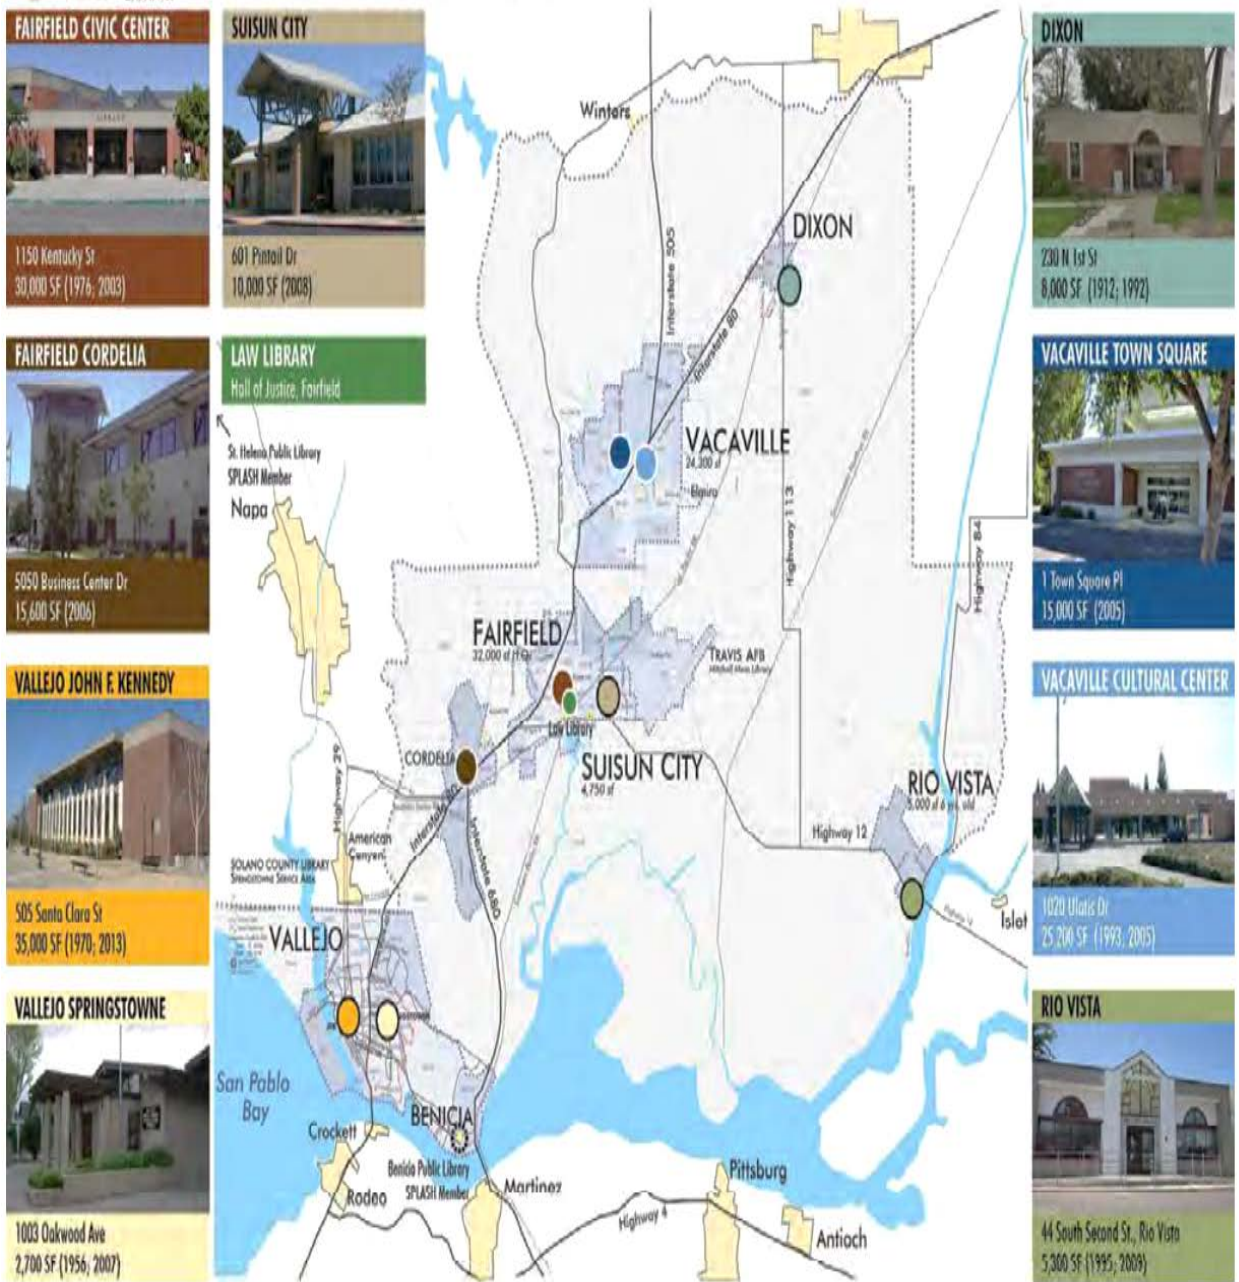 FAIRFIELD CIVIC CENTER
1150 Kentucky St
30,000 SF (1976; 2003)
SUISUN CITY
601 Pintail Dr
10,000 SF (2008)
FAIRFIELD CORDELIA
5050 Business Center Dr
15,600 SF (2006)
LAW LIBRARY
Hall of Justice, Fairfield
VALLEJO JOHN F. KENNEDY
505 Santa Clara St
35,000 SF (1970; 2013)
VALLEJO SPRINGSTOWNE
1003 Oakwood Ave
2,700 SF (1956; 2007)
St. Helena Public Library
SPLASH Member
Napa
Winters
Interstate 505
DIXON
Interstate 80
VACAVILLE
24,300 sf
Elmira
Highway 113
Highway 84
FAIRFIELD
TRAVIS AFB
Mitchell Mem Library
Law Library
CORDELIA
SUISUN CITY
4,750 sf
RIO VISTA
Highway 12
Highway 29
Interstate 80
Interstate 680
American
Canyon
SOLANO COUNTY LIBRARY
SPRINGSTOWNE SERVICE AREA
VALLEJO
Islet
San Pablo
Bay
BENICIA
Crockett
Benicia Public Library
SPLASH Member
Rodeo
Martinez
Pittsburg
Highway 4
Antioch
DIXON
230 N 1st St
8,000 SF (1912; 1992)
VACAVILLE TOWN SQUARE
1 Town Square Pl
15,000 SF (2005)
VACAVILLE CULTURAL CENTER
1020 Ulatis Dr
25,200 SF (1993, 2005)
RIO VISTA
44 South Second St., Rio Vista
5,300 SF (1995; 2009)